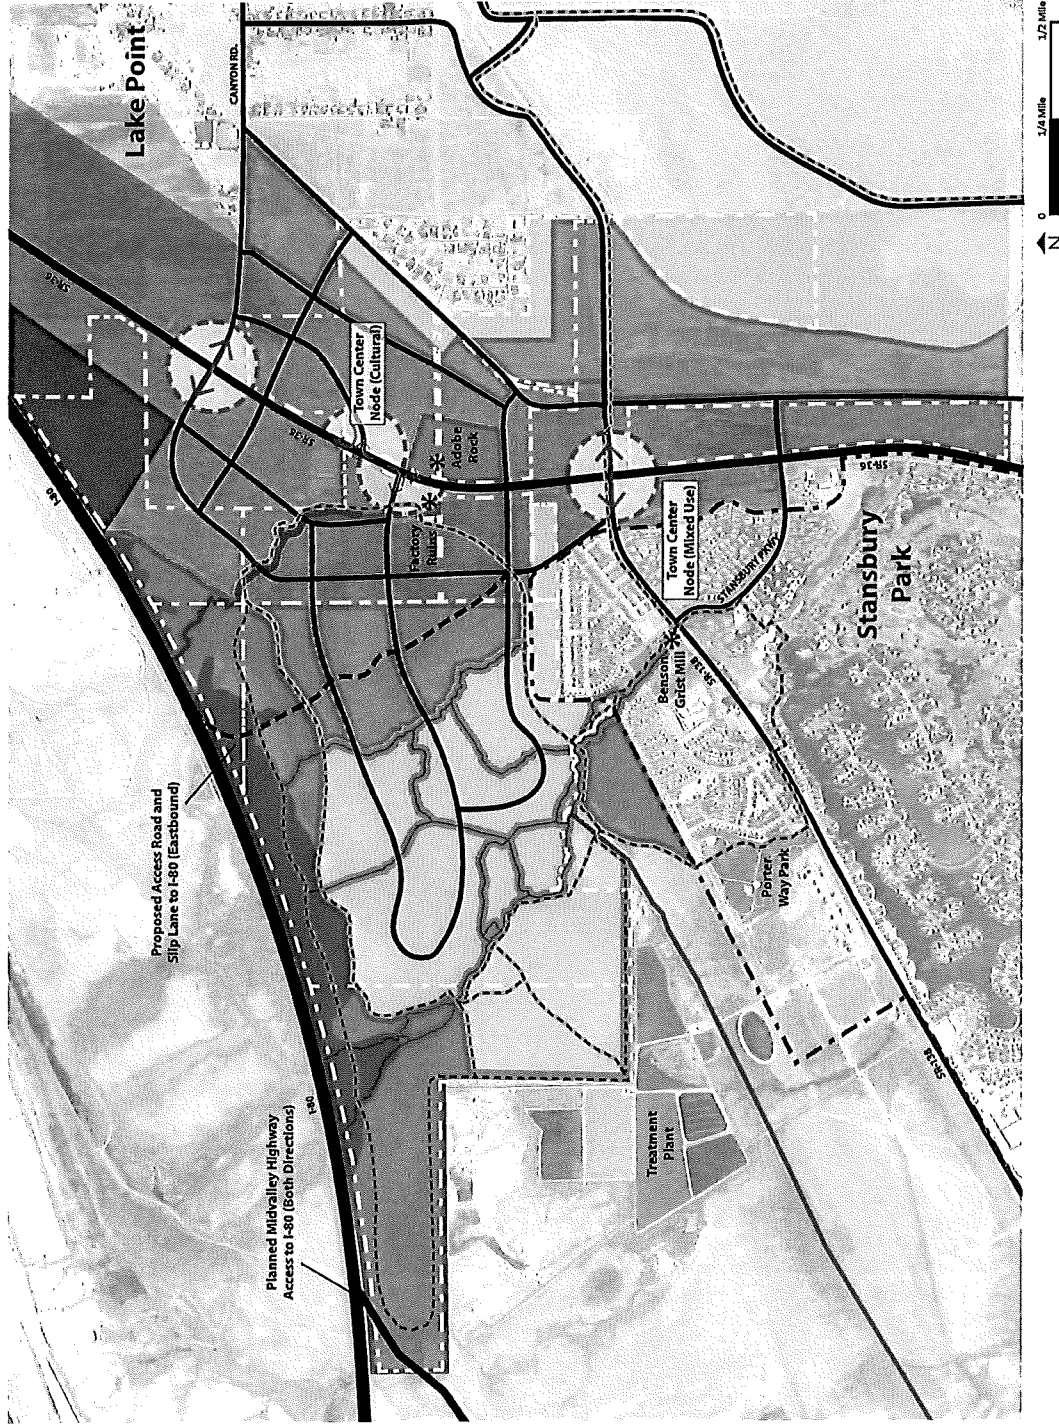 Lake Point
CANYON RD.
SR-36
I-80
Town Center
Node (Cultural)
SR-36
Adobe
Rock
Factory
Ruins
Proposed Access Road and
Slip Lane to I-80 (Eastbound)
Town Center
Node (Mixed Use)
SR-36
STANSBURY PKWY
Stansbury
Park
Benson
Grist Mill
SR-138
Planned Midvalley Highway
Access to I-80 (Both Directions)
I-80
Porter
Way Park
Treatment
Plant
SR-138
N
0
1/4 Mile
1/2 Mile